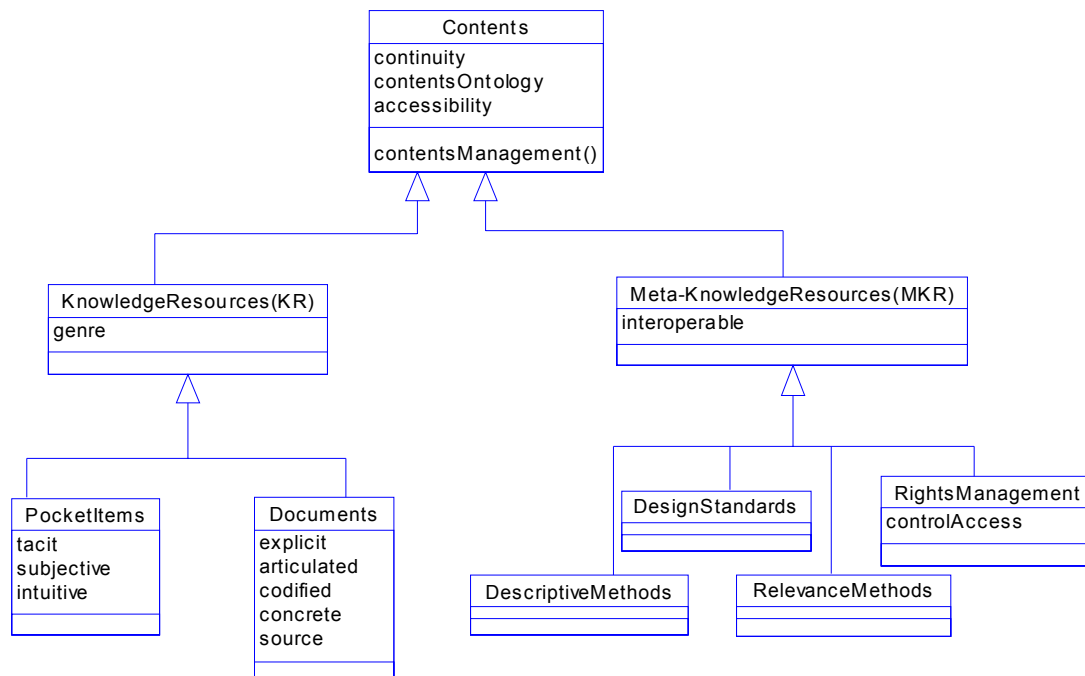 Contents
continuity
contentsOntology
accessibility
contentsManagement()
KnowledgeResources(KR)
genre
Meta-KnowledgeResources(MKR)
interoperable
PocketItems
tacit
subjective
intuitive
Documents
explicit
articulated
codified
concrete
source
DescriptiveMethods
DesignStandards
RelevanceMethods
RightsManagement
controlAccess